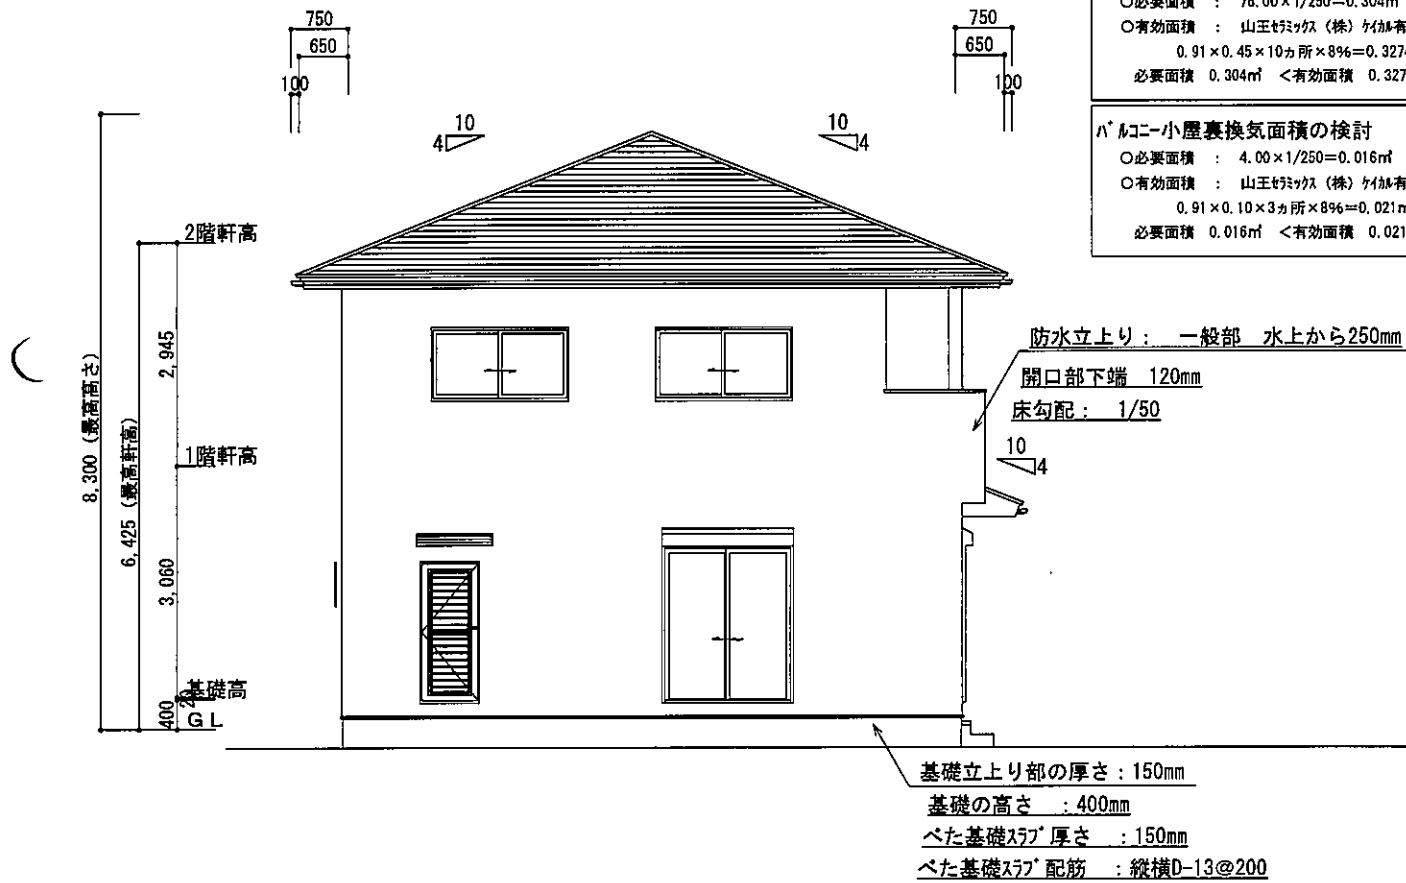 750
650
100
750
650
100
○必要面積 : 76.00×1/250=0.304㎡
○有効面積 : 山王セラミックス (株) ケイカル有
0.91×0.45×10ヵ所×8%=0.327
必要面積 0.304㎡ <有効面積 0.327
バルコニー小屋裏換気面積の検討
○必要面積 : 4.00×1/250=0.016㎡
○有効面積 : 山王セラミックス (株) ケイカル有
0.91×0.10×3ヵ所×8%=0.021㎡
必要面積 0.016㎡ <有効面積 0.021
10
4
10
4
2階軒高
2,945
1階軒高
8,300 (最高高さ)
6,425 (最高軒高)
3,060
基礎高
20
400
GL
防水立上り: 一般部 水上から250mm
開口部下端 120mm
床勾配: 1/50
10
4
基礎立上り部の厚さ:150mm
基礎の高さ :400mm
べた基礎スラブ厚さ :150mm
べた基礎スラブ配筋 :縦横D-13@200